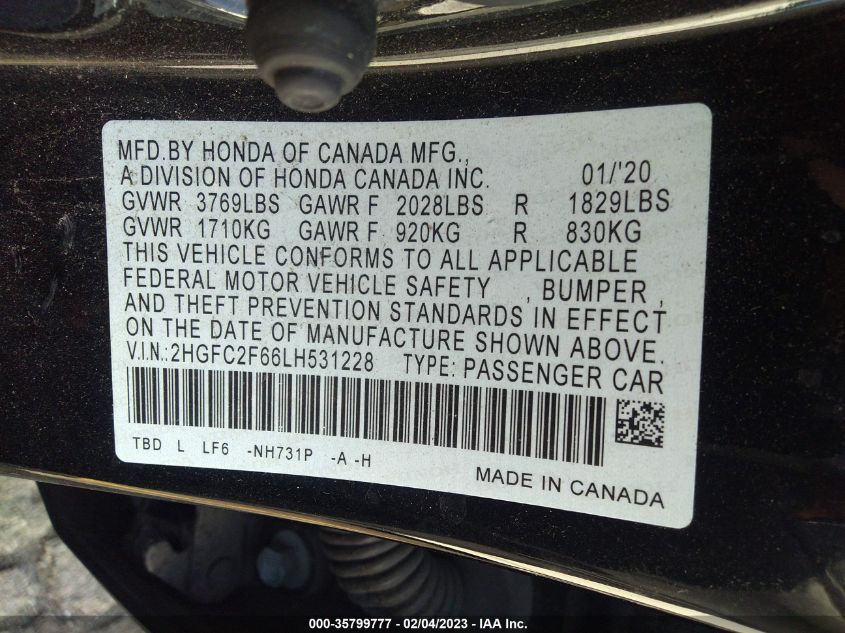 MFD.BY HONDA OF CANADA MFG.,
A DIVISION OF HONDA CANADA INC. 01/'20
GVWR 3769LBS GAWR F 2028LBS R 1829LBS
GVWR 1710KG GAWR F 920KG R 830KG
THIS VEHICLE CONFORMS TO ALL APPLICABLE
FEDERAL MOTOR VEHICLE SAFETY , BUMPER ,
AND THEFT PREVENTION STANDARDS IN EFFECT
ON THE DATE OF MANUFACTURE SHOWN ABOVE.
V.I.N.:2HGFC2F66LH531228 TYPE: PASSENGER CAR
TBD L LF6 -NH731P -A -H
MADE IN CANADA
000-35799777 — 02/04/2023 — IAA Inc.